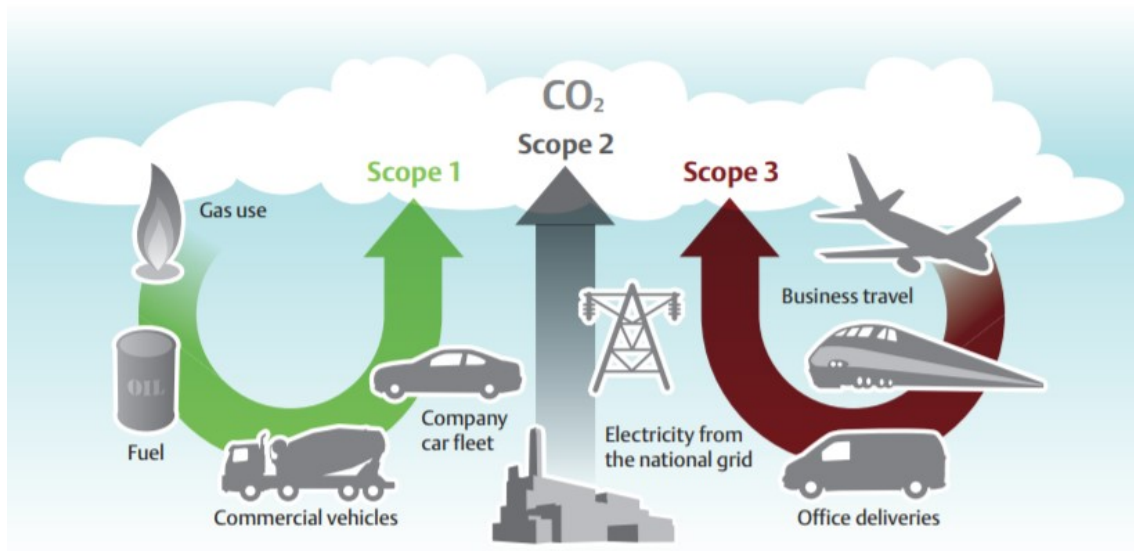 CO₂
Scope 2
Scope 1
Scope 3
Gas use
Business travel
OIL
Company
car fleet
Electricity from
the national grid
Fuel
Commercial vehicles
Office deliveries